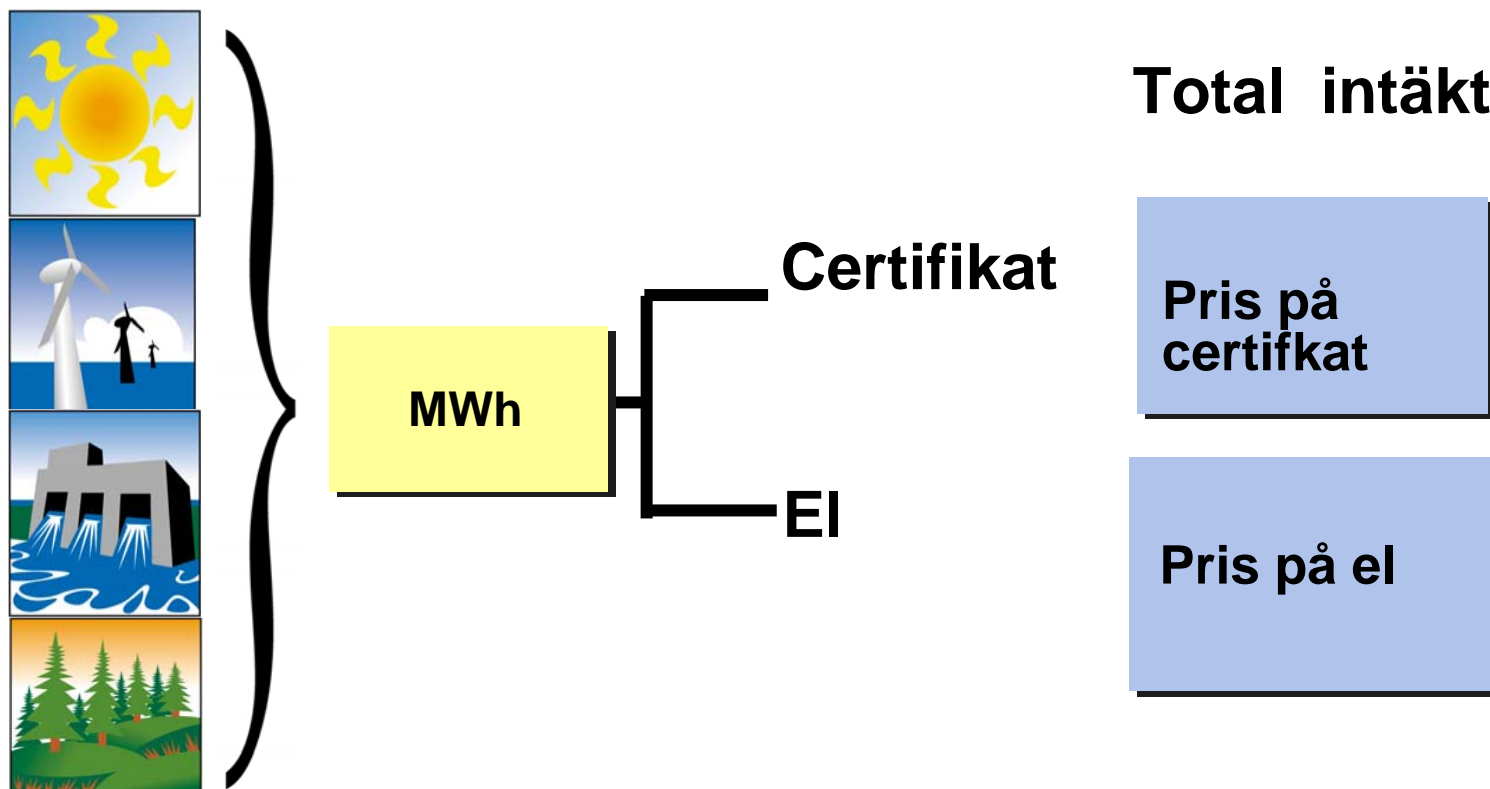 Total intäkt
Certifikat
Pris på
certifkat
MWh
El
Pris på el